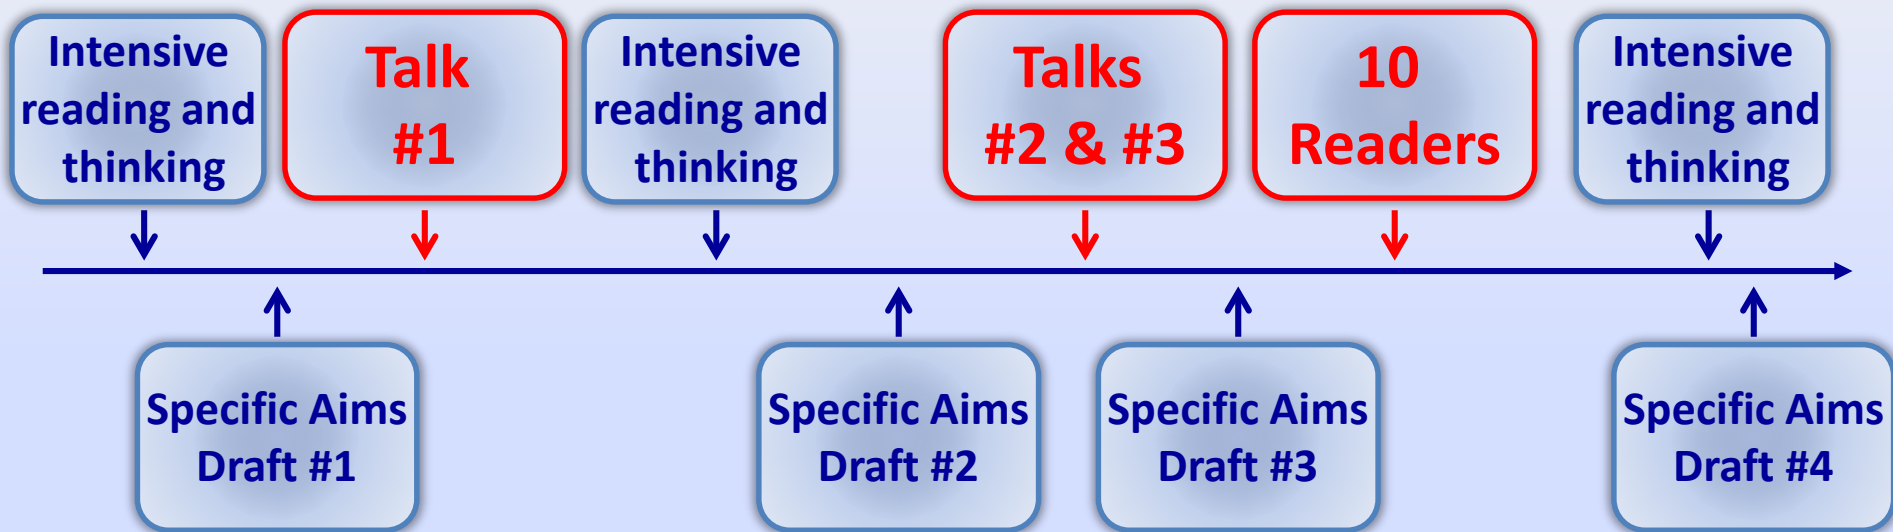 Intensive
reading and
thinking
Talk
#1
Intensive
reading and
thinking
Talks
#2 & #3
10
Readers
Intensive
reading and
thinking
Specific Aims
Draft #1
Specific Aims
Draft #2
Specific Aims
Draft #3
Specific Aims
Draft #4